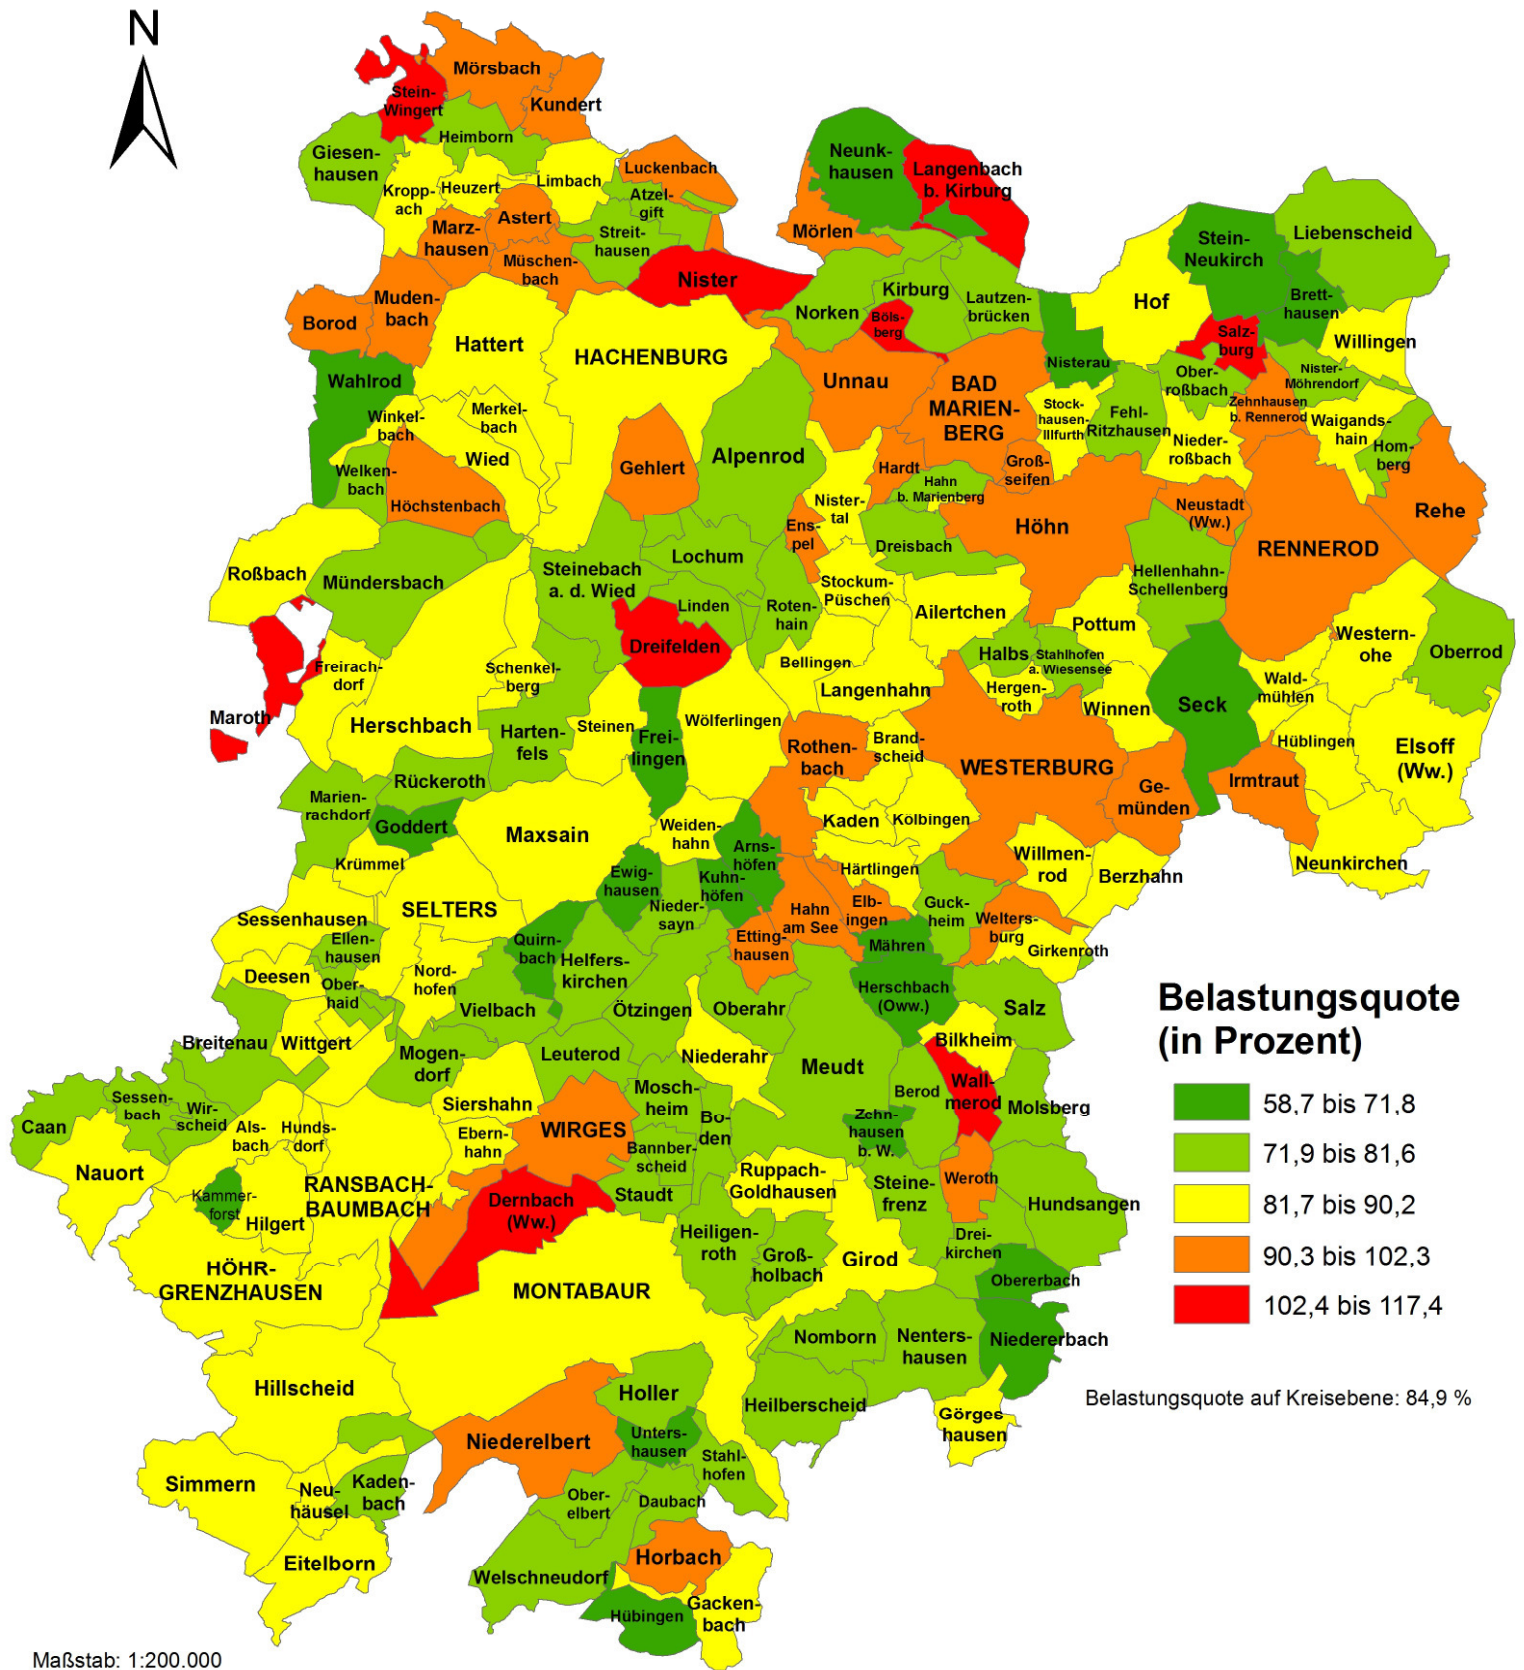 N
Mörsbach
Stein-
Wingert
Kundert
Heimborn
Giesen-
hausen
Kropp-
ach
Heuzert
Limbach
Luckenbach
Atzel-
gift
Astert
Marz-
hausen
Streit-
hausen
Müschen-
bach
Neunk-
hausen
Langenbach
b. Kirburg
Mörlen
Nister
Muden-
bach
Borod
Hattert
HACHENBURG
Norken
Kirburg
Böls-
berg
Lautzen-
brücken
Hof
Stein-
Neukirch
Liebenscheid
Brett-
hausen
Salz-
burg
Willingen
Nisterau
Ober-
roßbach
Nister-
Möhrendorf
Zehnhausen
b. Rennerod
Waigands-
hain
Hom-
berg
Rehe
Wahlrod
Winkel-
bach
Merkel-
bach
Wied
Welken-
bach
Höchstenbach
Gehlert
Alpenrod
Unnau
BAD
MARIEN-
BERG
Stock-
hausen-
Illfurth
Fehl-
Ritzhausen
Nieder-
roßbach
Hardt
Groß-
seifen
Hahn
b. Marienberg
Nister-
tal
Ens-
pel
Höhn
Neustadt
(Ww.)
RENNEROD
Dreisbach
Roßbach
Mündersbach
Steinebach
a. d. Wied
Lochum
Linden
Roten-
hain
Stockum-
Püschen
Ailertchen
Hellenhahn-
Schellenberg
Pottum
Dreifelden
Bellingen
Langenhahn
Halbs
Stahlhofen
a. Wiesensee
Hergen-
roth
Winnen
Seck
Western-
ohe
Oberrod
Wald-
mühlen
Hüblingen
Elsoff
(Ww.)
Irmtraut
Neunkirchen
Freirach-
dorf
Maroth
Herschbach
Schenkel-
berg
Harten-
fels
Steinen
Frei-
lingen
Wölferlingen
Rothen-
bach
Brand-
scheid
WESTERBURG
Ge-
münden
Marien-
rachdorf
Rückeroth
Goddert
Krümmel
Maxsain
Weiden-
hahn
Arns-
höfen
Kaden
Kölbingen
Härtlingen
Willmen-
rod
Berzhahn
Sessenhausen
SELTERS
Ewig-
hausen
Kuhn-
höfen
Nieder-
sayn
Hahn
am See
Elb-
ingen
Guck-
heim
Welters-
burg
Girkenroth
Ellen-
hausen
Deesen
Ober-
haid
Nord-
hofen
Quirn-
bach
Helfers-
kirchen
Etting-
hausen
Mähren
Herschbach
(Oww.)
Salz
Vielbach
Ötzingen
Oberahr
Bilkheim
Breitenau
Wittgert
Mogen-
dorf
Leuterod
Niederahr
Meudt
Berod
Wall-
merod
Molsberg
Caan
Sessen-
bach
Wir-
scheid
Als-
bach
Hunds-
dorf
Siershahn
Ebern-
hahn
WIRGES
Mosch-
heim
Bo-
den
Bannber-
scheid
Zehn-
hausen
b. W.
Nauort
Kammer-
forst
Hilgert
RANSBACH-
BAUMBACH
Dernbach
(Ww.)
Staudt
Ruppach-
Goldhausen
Steine-
frenz
Weroth
Hundsangen
HÖHR-
GRENZHAUSEN
Heiligen-
roth
Groß-
holbach
Girod
Drei-
kirchen
Obererbach
MONTABAUR
Nomborn
Nenters-
hausen
Niedererbach
Hillscheid
Holler
Heilberscheid
Görges
hausen
Niederelbert
Unters-
hausen
Stahl-
hofen
Simmern
Neu-
häusel
Kaden-
bach
Ober-
elbert
Daubach
Eitelborn
Horbach
Welschneudorf
Hübingen
Gacken-
bach
Belastungsquote
(in Prozent)
58,7 bis 71,8
71,9 bis 81,6
81,7 bis 90,2
90,3 bis 102,3
102,4 bis 117,4
Belastungsquote auf Kreisebene: 84,9 %
Maßstab: 1:200.000